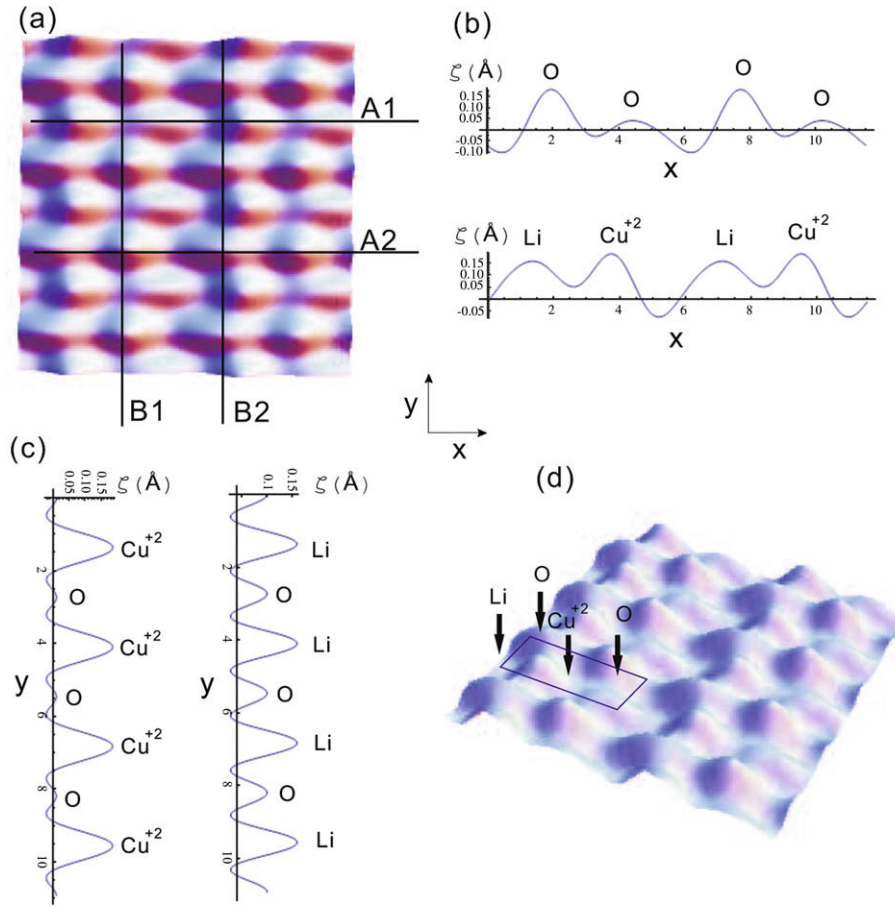 (a)
A1
A2
B1 B2
(b)
ζ (Å)
O O O O
0.15
0.10
0.05
-0.05
-0.10
2 4 6 8 10
x
ζ (Å)
Li Cu+2 Li Cu+2
0.15
0.10
0.05
-0.05
2 4 6 8 10
x
y
x
(c)
0.05 0.10 0.15 ζ (Å)
Cu+2
2
O
4
Cu+2
y
O
6
Cu+2
8
O
10
Cu+2
0.1 0.15 ζ (Å)
Li
2
O
4
Li
y
O
6
Li
8
O
10
Li
(d)
Li O Cu+2 O